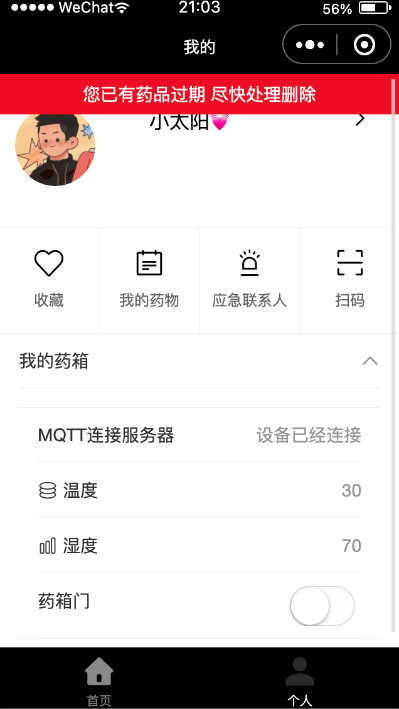 WeChat 21:03 56%
我的
您已有药品过期 尽快处理删除
小太阳💗
收藏 我的药物 应急联系人 扫码
我的药箱
MQTT连接服务器 设备已经连接
温度 30
湿度 70
药箱门
首页 个人